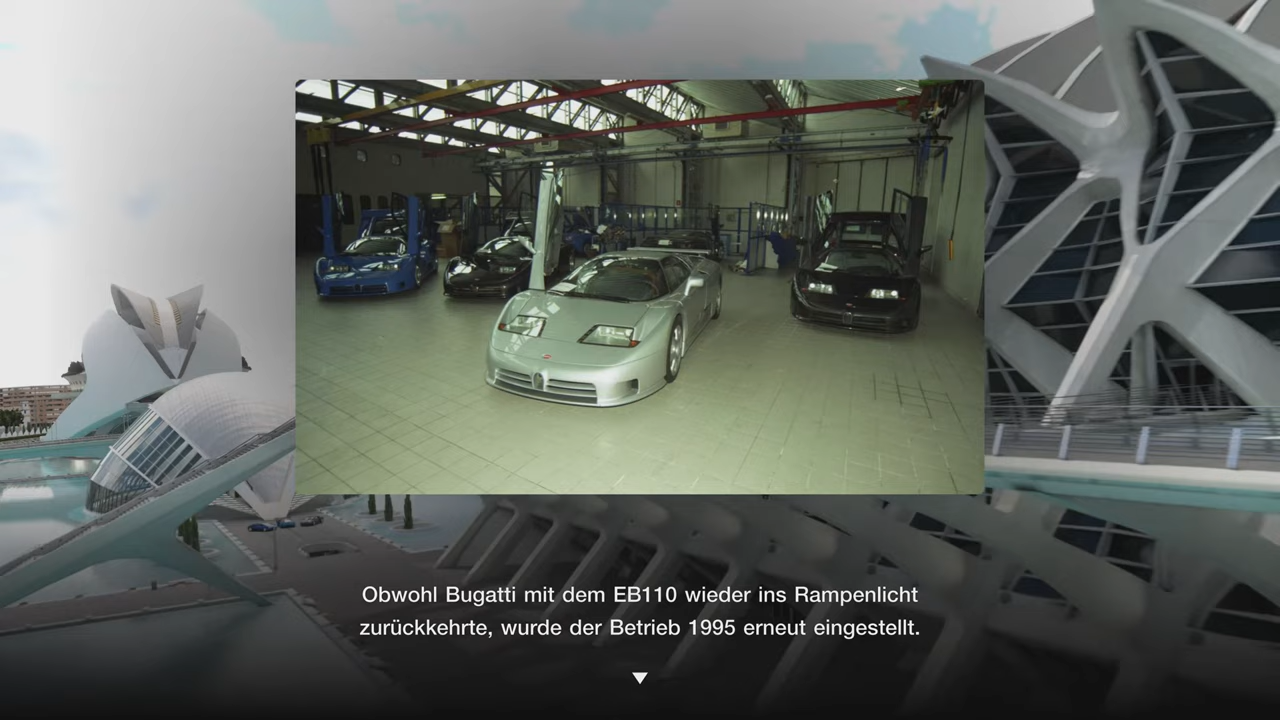 Obwohl Bugatti mit dem EB110 wieder ins Rampenlicht
zurückkehrte, wurde der Betrieb 1995 erneut eingestellt.